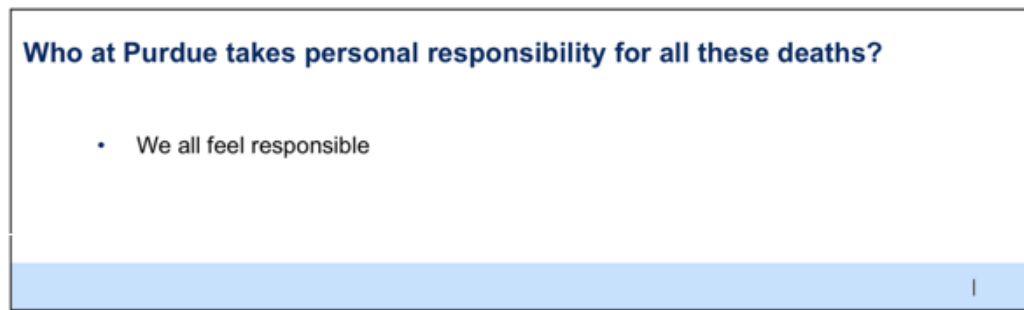 Who at Purdue takes personal responsibility for all these deaths?
• We all feel responsible
|